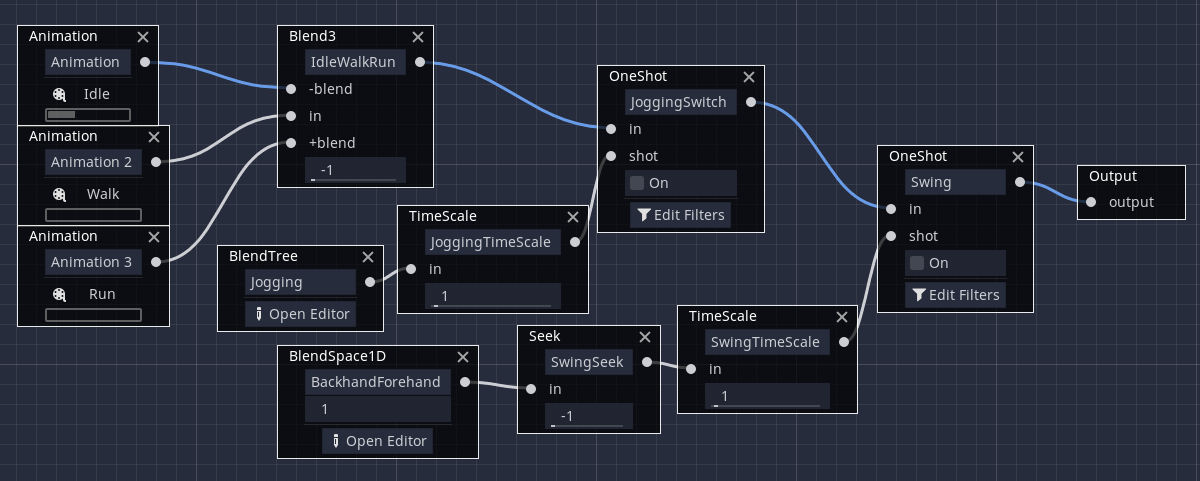 Animation
Animation
Idle
Animation
Animation 2
Walk
Animation
Animation 3
Run
Blend3
IdleWalkRun
-blend
in
+blend
-1
BlendTree
Jogging
Open Editor
TimeScale
JoggingTimeScale
in
1
OneShot
JoggingSwitch
in
shot
On
Edit Filters
BlendSpace1D
BackhandForehand
1
Open Editor
Seek
SwingSeek
in
-1
TimeScale
SwingTimeScale
in
1
OneShot
Swing
in
shot
On
Edit Filters
Output
output